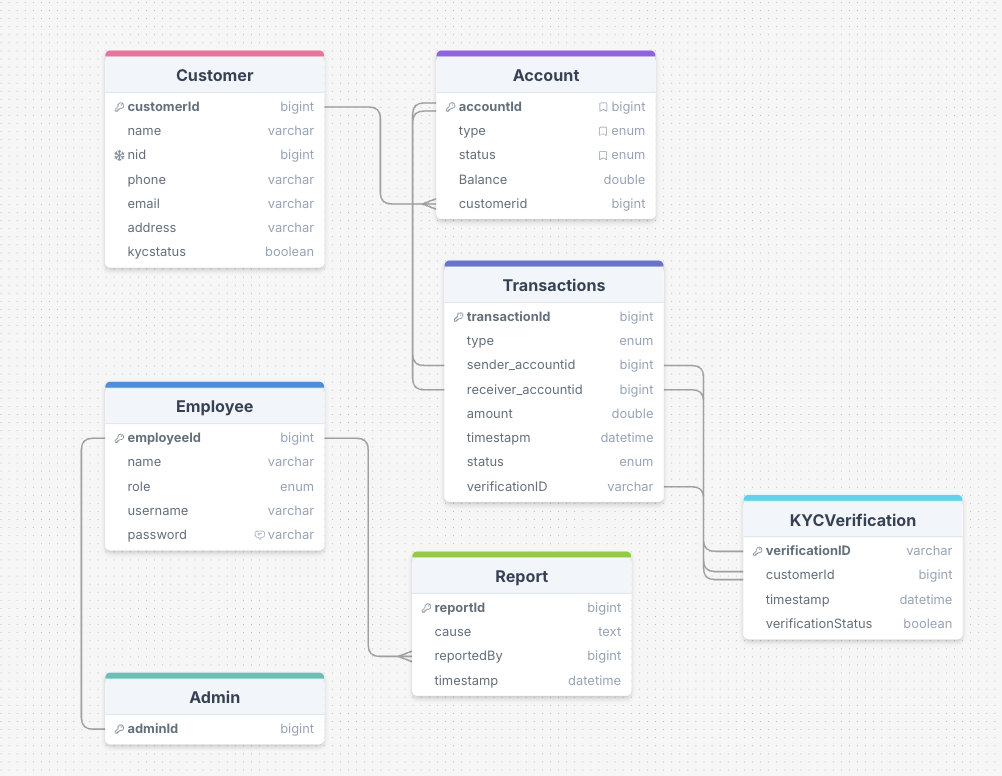 Customer
customerId bigint
name varchar
nid bigint
phone varchar
email varchar
address varchar
kycstatus boolean
Account
accountId bigint
type enum
status enum
Balance double
customerid bigint
Transactions
transactionId bigint
type enum
sender_accountid bigint
receiver_accountid bigint
amount double
timestapm datetime
status enum
verificationID varchar
Employee
employeeId bigint
name varchar
role enum
username varchar
password varchar
KYCVerification
verificationID varchar
customerId bigint
timestamp datetime
verificationStatus boolean
Report
reportId bigint
cause text
reportedBy bigint
timestamp datetime
Admin
adminId bigint